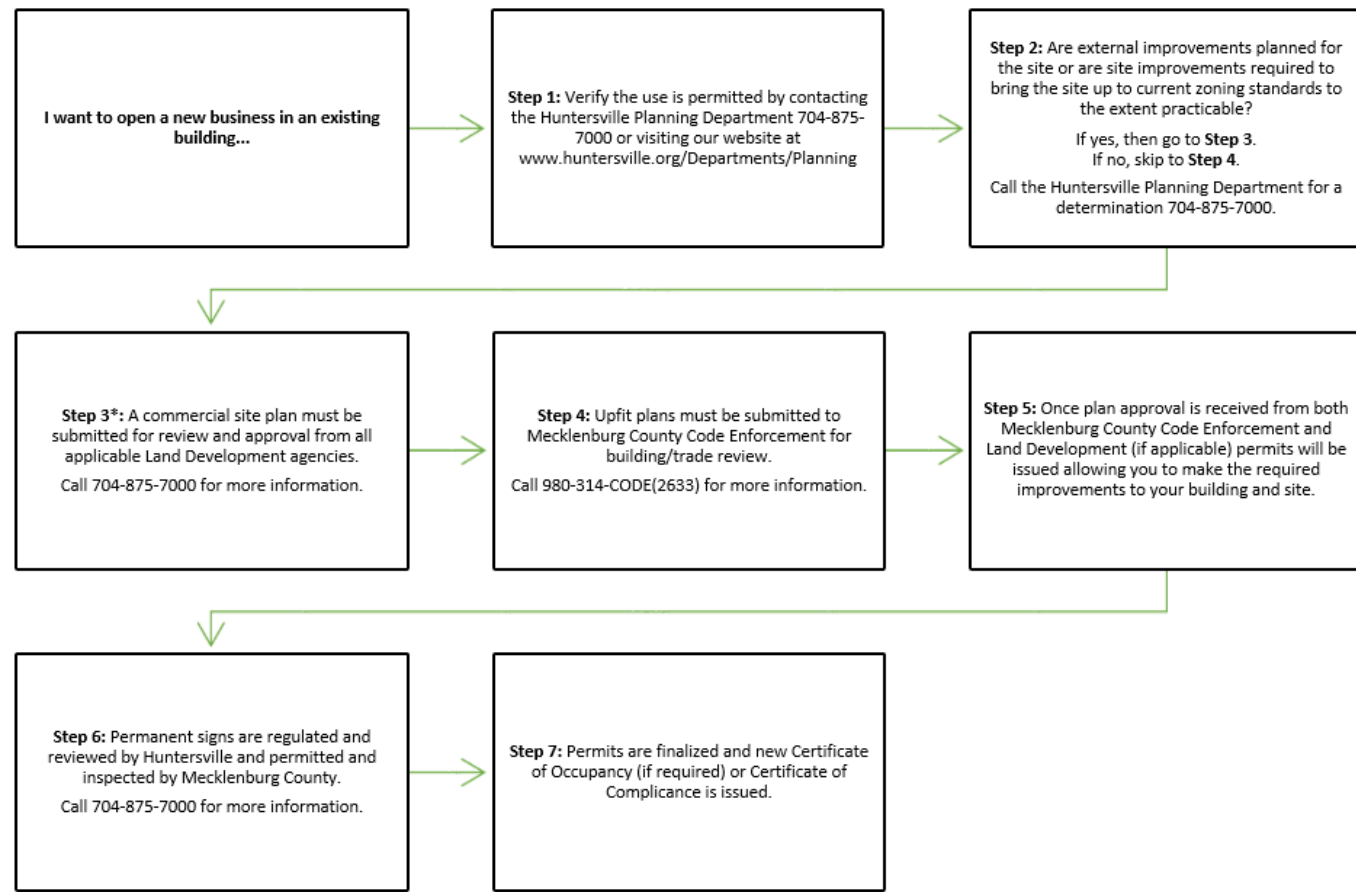 I want to open a new business in an existing
building...
Step 1: Verify the use is permitted by contacting
the Huntersville Planning Department 704-875-
7000 or visiting our website at
www.huntersville.org/Departments/Planning
Step 2: Are external improvements planned for
the site or are site improvements required to
bring the site up to current zoning standards to
the extent practicable?
If yes, then go to Step 3.
If no, skip to Step 4.
Call the Huntersville Planning Department for a
determination 704-875-7000.
Step 3*: A commercial site plan must be
submitted for review and approval from all
applicable Land Development agencies.
Call 704-875-7000 for more information.
Step 4: Upfit plans must be submitted to
Mecklenburg County Code Enforcement for
building/trade review.
Call 980-314-CODE(2633) for more information.
Step 5: Once plan approval is received from both
Mecklenburg County Code Enforcement and
Land Development (if applicable) permits will be
issued allowing you to make the required
improvements to your building and site.
Step 6: Permanent signs are regulated and
reviewed by Huntersville and permitted and
inspected by Mecklenburg County.
Call 704-875-7000 for more information.
Step 7: Permits are finalized and new Certificate
of Occupancy (if required) or Certificate of
Complicance is issued.